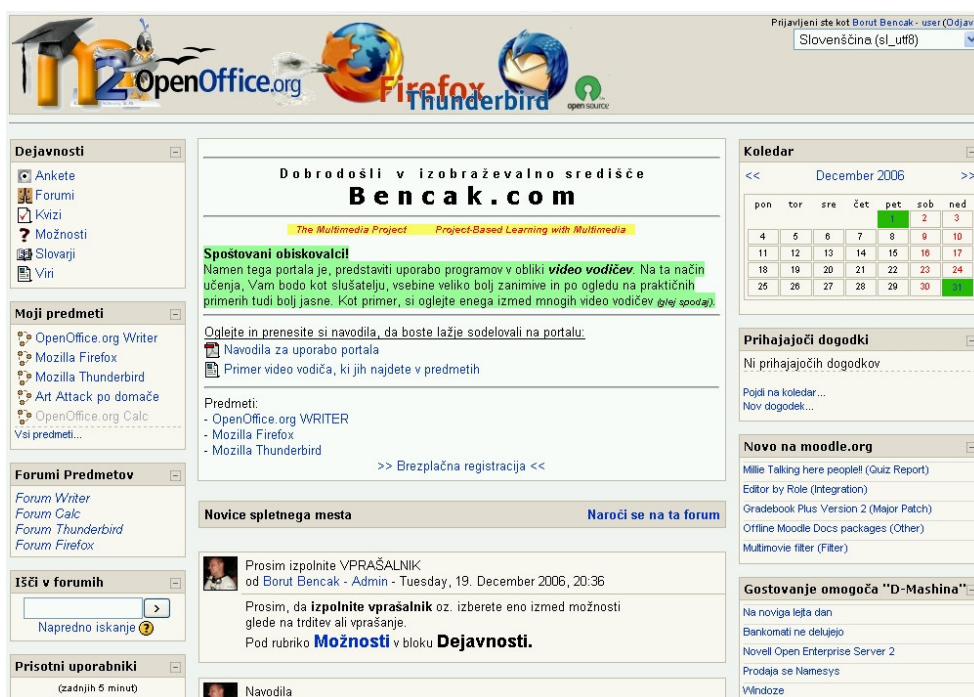 Prijavljeni ste kot Borut Bencak - user (Odjav
Slovenščina (sl_utf8)
n2
OpenOffice.org
Firefox
Thunderbird
open source
Dejavnosti
Ankete
Forumi
Kvizi
Možnosti
Slovarji
Viri
Moji predmeti
OpenOffice.org Writer
Mozilla Firefox
Mozilla Thunderbird
Art Attack po domače
OpenOffice.org Calc
Vsi predmeti...
Forumi Predmetov
Forum Writer
Forum Calc
Forum Thunderbird
Forum Firefox
Išči v forumih
>
Napredno iskanje ?
Prisotni uporabniki
(zadnjih 5 minut)
Dobrodošli v izobraževalno središče
Bencak.com
The Multimedia Project Project-Based Learning with Multimedia
Spoštovani obiskovalci!
Namen tega portala je, predstaviti uporabo programov v obliki video vodičev. Na ta način
učenja, Vam bodo kot slušatelju, vsebine veliko bolj zanimive in po ogledu na praktičnih
primerih tudi bolj jasne. Kot primer, si oglejte enega izmed mnogih video vodičev (glej spodaj).
Oglejte in prenesite si navodila, da boste lažje sodelovali na portalu:
Navodila za uporabo portala
Primer video vodiča, ki jih najdete v predmetih
Predmeti:
- OpenOffice.org WRITER
- Mozilla Firefox
- Mozilla Thunderbird
>> Brezplačna registracija <<
Novice spletnega mesta Naroči se na ta forum
Prosim izpolnite VPRAŠALNIK
od Borut Bencak - Admin - Tuesday, 19. December 2006, 20:36
Prosim, da izpolnite vprašalnik oz. izberete eno izmed možnosti
glede na trditev ali vprašanje.
Pod rubriko Možnosti v bloku Dejavnosti.
Navodila
Koledar
<< December 2006 >>
pon tor sre čet pet sob ned
1 2 3
4 5 6 7 8 9 10
11 12 13 14 15 16 17
18 19 20 21 22 23 24
25 26 27 28 29 30 31
Prihajajoči dogodki
Ni prihajajočih dogodkov
Pojdi na koledar...
Nov dogodek...
Novo na moodle.org
Millie Talking here people!! (Quiz Report)
Editor by Role (Integration)
Gradebook Plus Version 2 (Major Patch)
Offline Moodle Docs packages (Other)
Multimovie filter (Filter)
Gostovanje omogoča "D-Mashina"
Na noviga lejta dan
Bankomati ne delujejo
Novell Open Enterprise Server 2
Prodaja se Namesys
Windoze